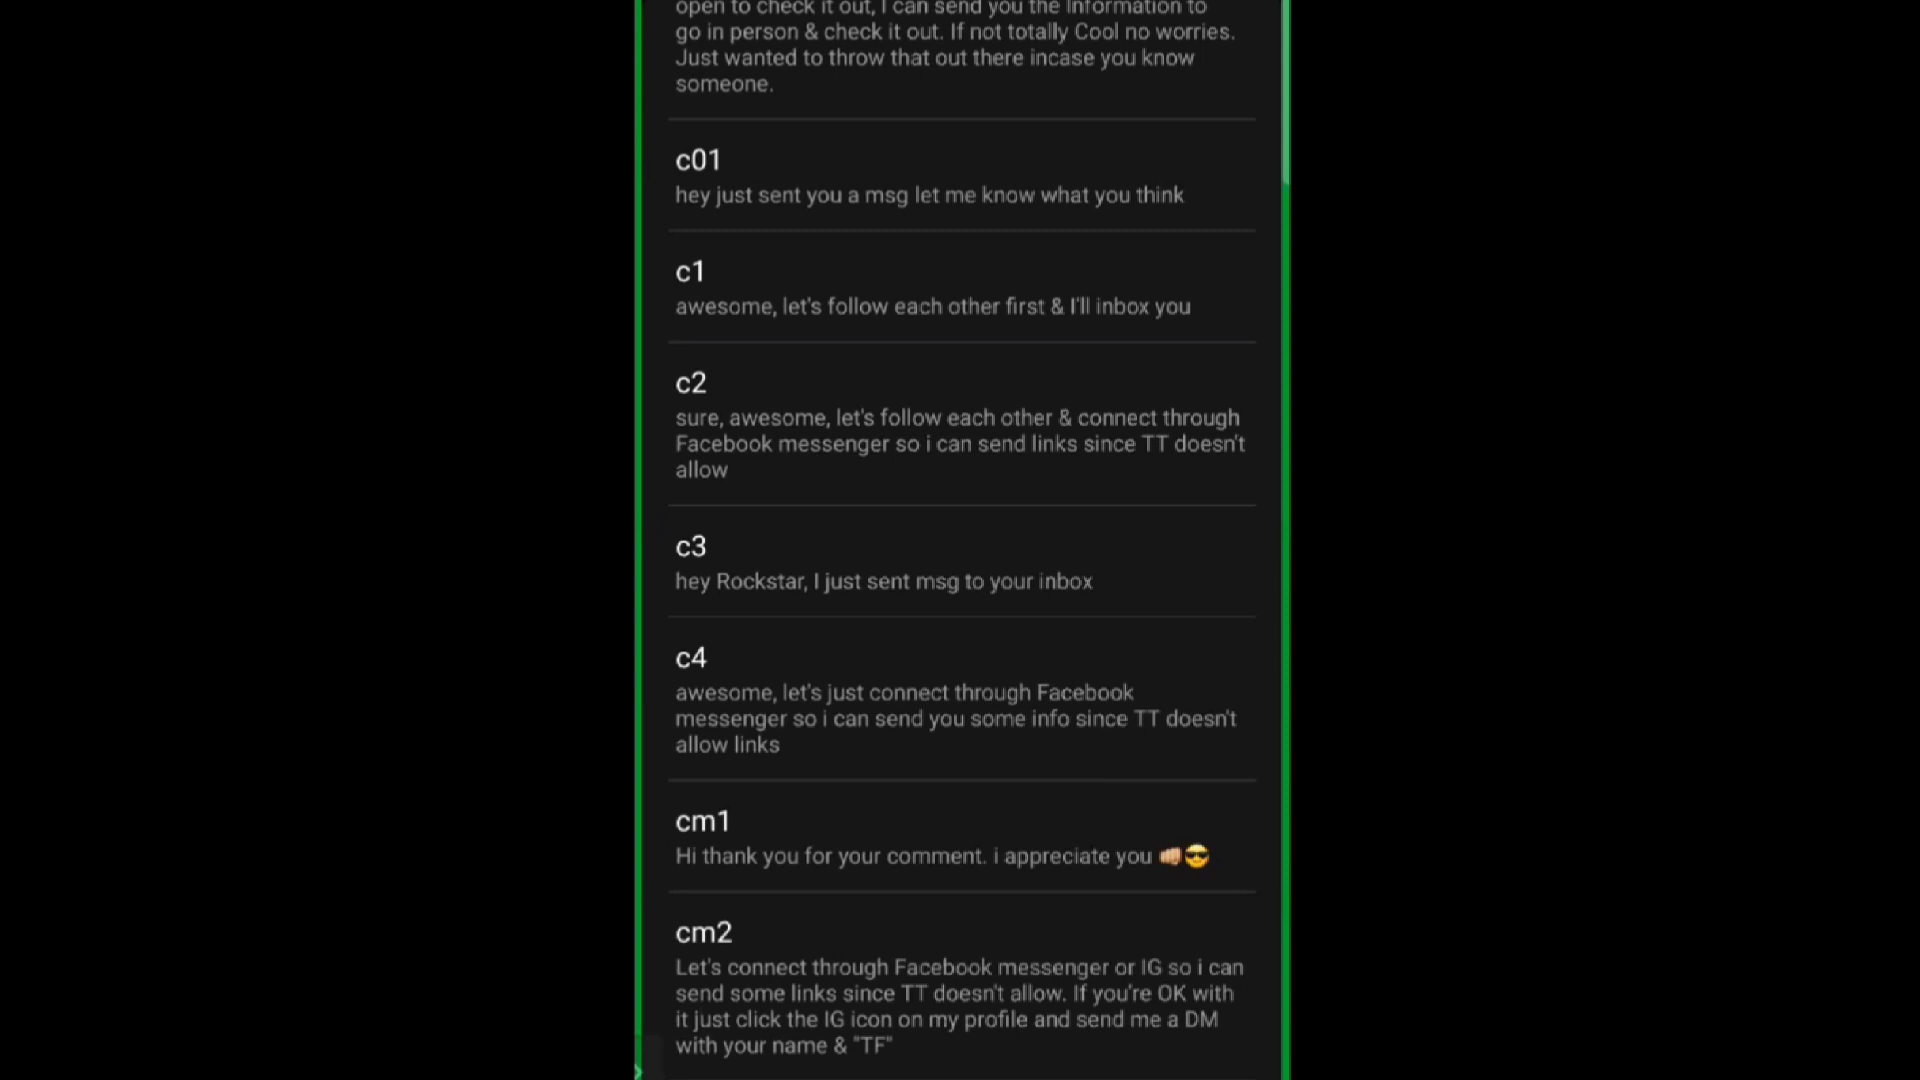 open to check it out, I can send you the Information to
go in person & check it out. If not totally Cool no worries.
Just wanted to throw that out there incase you know
someone.
c01
hey just sent you a msg let me know what you think
c1
awesome, let's follow each other first & I'll inbox you
c2
sure, awesome, let's follow each other & connect through
Facebook messenger so i can send links since TT doesn't
allow
c3
hey Rockstar, I just sent msg to your inbox
c4
awesome, let's just connect through Facebook
messenger so i can send you some info since TT doesn't
allow links
cm1
Hi thank you for your comment. i appreciate you 👊🏼😎
cm2
Let's connect through Facebook messenger or IG so i can
send some links since TT doesn't allow. If you're OK with
it just click the IG icon on my profile and send me a DM
with your name & "TF"